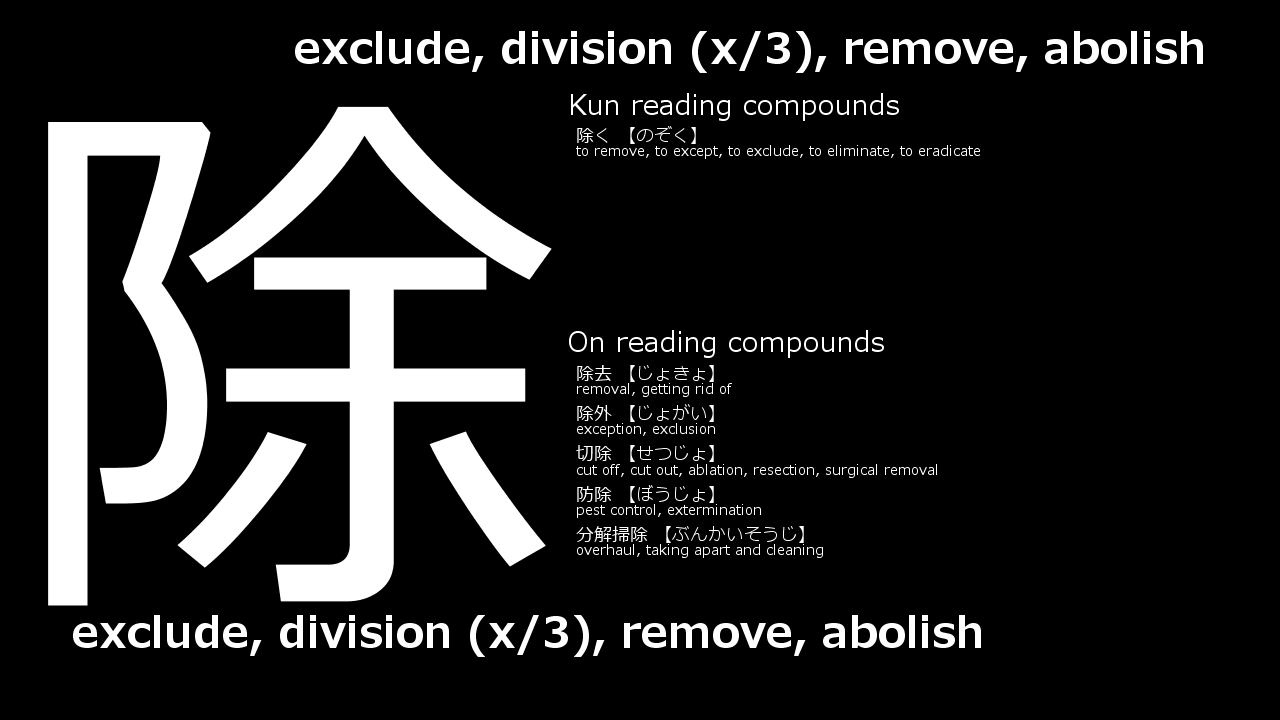 exclude, division (x/3), remove, abolish
除
Kun reading compounds
除く 【のぞく】
to remove, to except, to exclude, to eliminate, to eradicate
On reading compounds
除去 【じょきょ】
removal, getting rid of
除外 【じょがい】
exception, exclusion
切除 【せつじょ】
cut off, cut out, ablation, resection, surgical removal
防除 【ぼうじょ】
pest control, extermination
分解掃除 【ぶんかいそうじ】
overhaul, taking apart and cleaning
exclude, division (x/3), remove, abolish